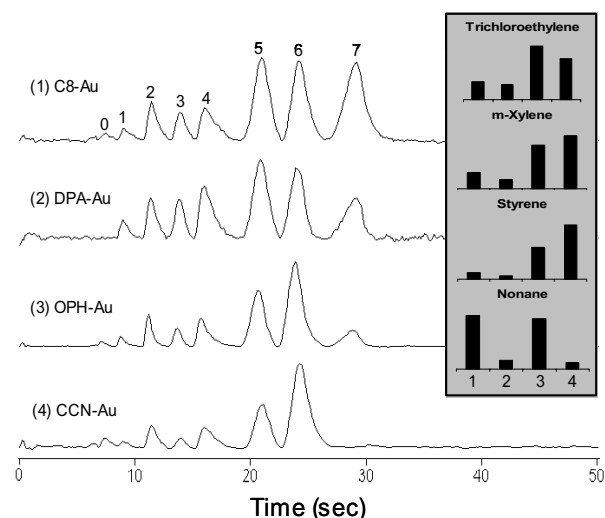 (1) C8-Au
0 1 2 3 4 5 6 7
(2) DPA-Au
(3) OPH-Au
(4) CCN-Au
0 10 20 30 40 50
Time (sec)
Trichloroethylene
m-Xylene
Styrene
Nonane
1 2 3 4